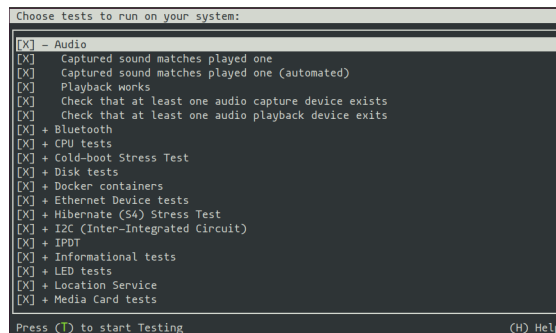 Choose tests to run on your system:
[X] - Audio
[X] Captured sound matches played one
[X] Captured sound matches played one (automated)
[X] Playback works
[X] Check that at least one audio capture device exists
[X] Check that at least one audio playback device exits
[X] + Bluetooth
[X] + CPU tests
[X] + Cold-boot Stress Test
[X] + Disk tests
[X] + Docker containers
[X] + Ethernet Device tests
[X] + Hibernate (S4) Stress Test
[X] + I2C (Inter-Integrated Circuit)
[X] + IPDT
[X] + Informational tests
[X] + LED tests
[X] + Location Service
[X] + Media Card tests
Press (T) to start Testing (H) Hel